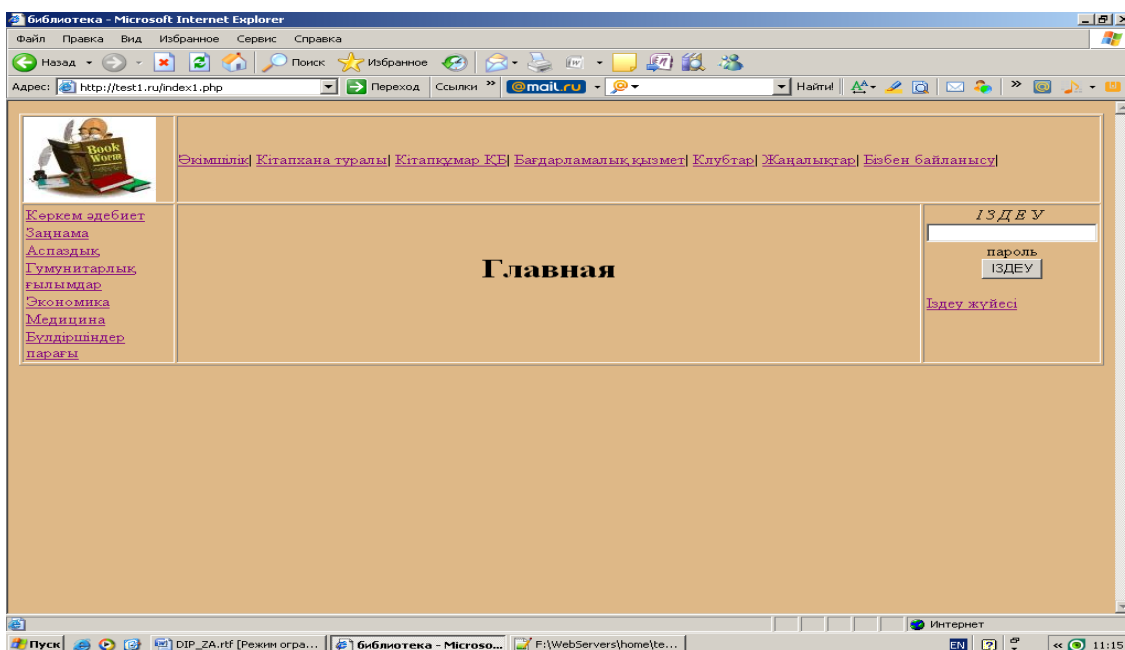 библиотека - Microsoft Internet Explorer
Файл Правка Вид Избранное Сервис Справка
Назад Поиск Избранное
Адрес: http://test1.ru/index1.php Переход Ссылки » @mail.ru Найти! »
Book
Worm
Әкімшілік| Кітапхана туралы| Кітапқұмар ҚБ| Бағдарламалық қызмет| Клубтар| Жаңалықтар| Бізбен байланысу|
Көркем әдебиет
Заңнама
Аспаздық
Гумунитарлық
ғылымдар
Экономика
Медицина
Бүлдіршіндер
парағы
Главная
ІЗДЕУ
пароль
ІЗДЕУ
Іздеу жүйесі
Интернет
Пуск DIP_ZA.rtf [Режим огра... библиотека - Microso... F:\WebServers\home\te... EN « 11:15